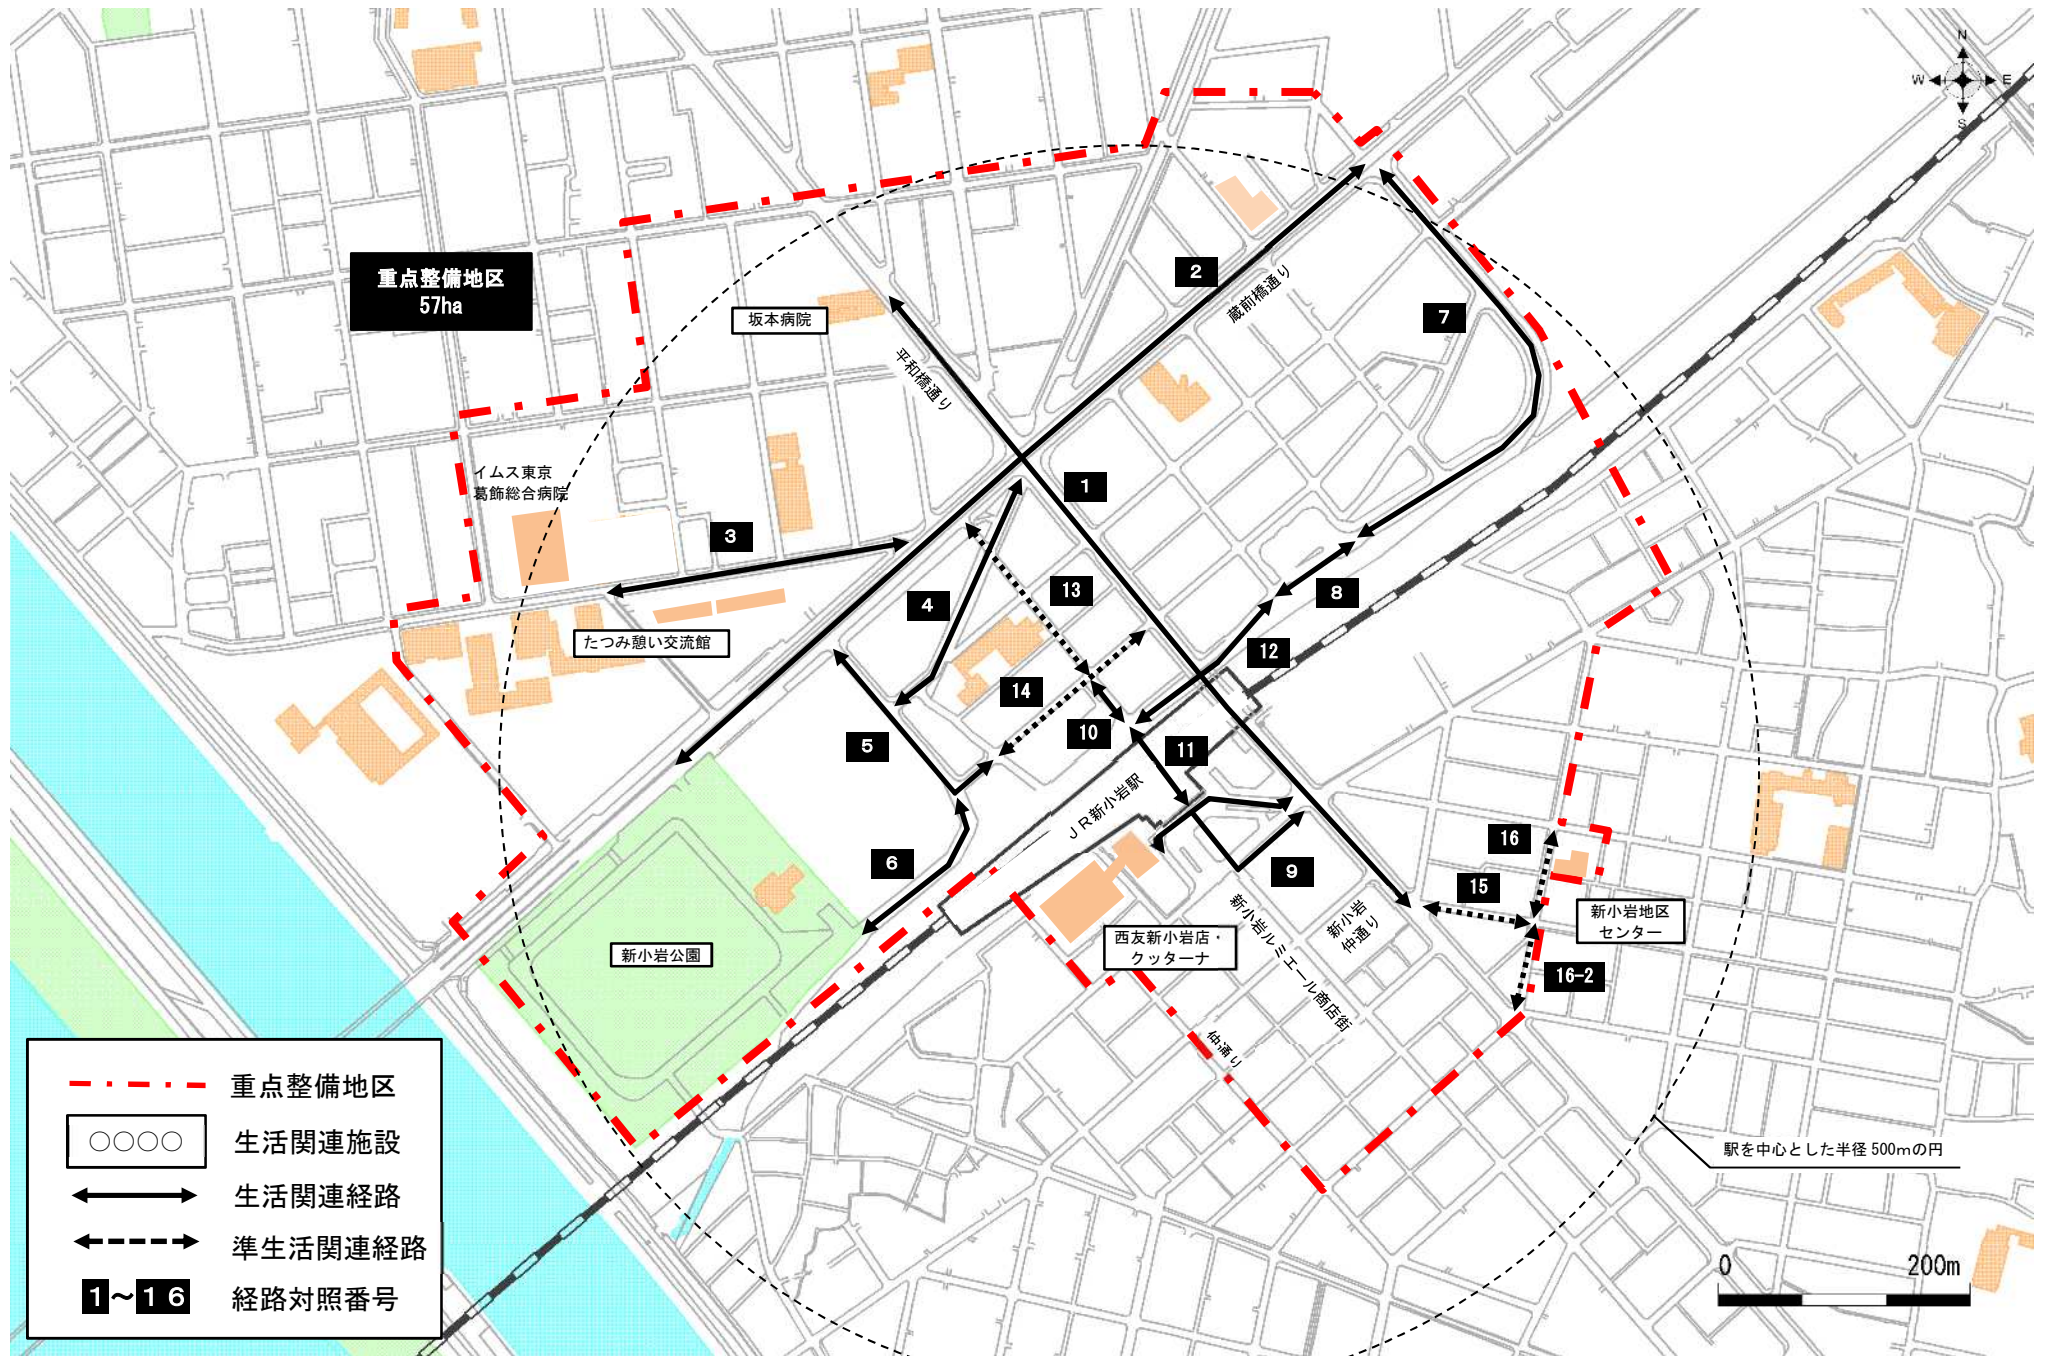 N
W
E
S
重点整備地区
57ha
坂本病院
平和橋通り
2
蔵前橋通り
7
イムス東京
葛飾総合病院
3
1
13
4
8
たつみ憩い交流館
12
14
5
10
11
JR新小岩駅
6
9
16
15
新小岩地区
センター
16-2
新小岩公園
西友新小岩店・
クッターナ
新小岩ルミエール商店街
新小岩
仲通り
仲通り
駅を中心とした半径500mの円
0
200m
重点整備地区
○○○○
生活関連施設
生活関連経路
準生活関連経路
1～16
経路対照番号